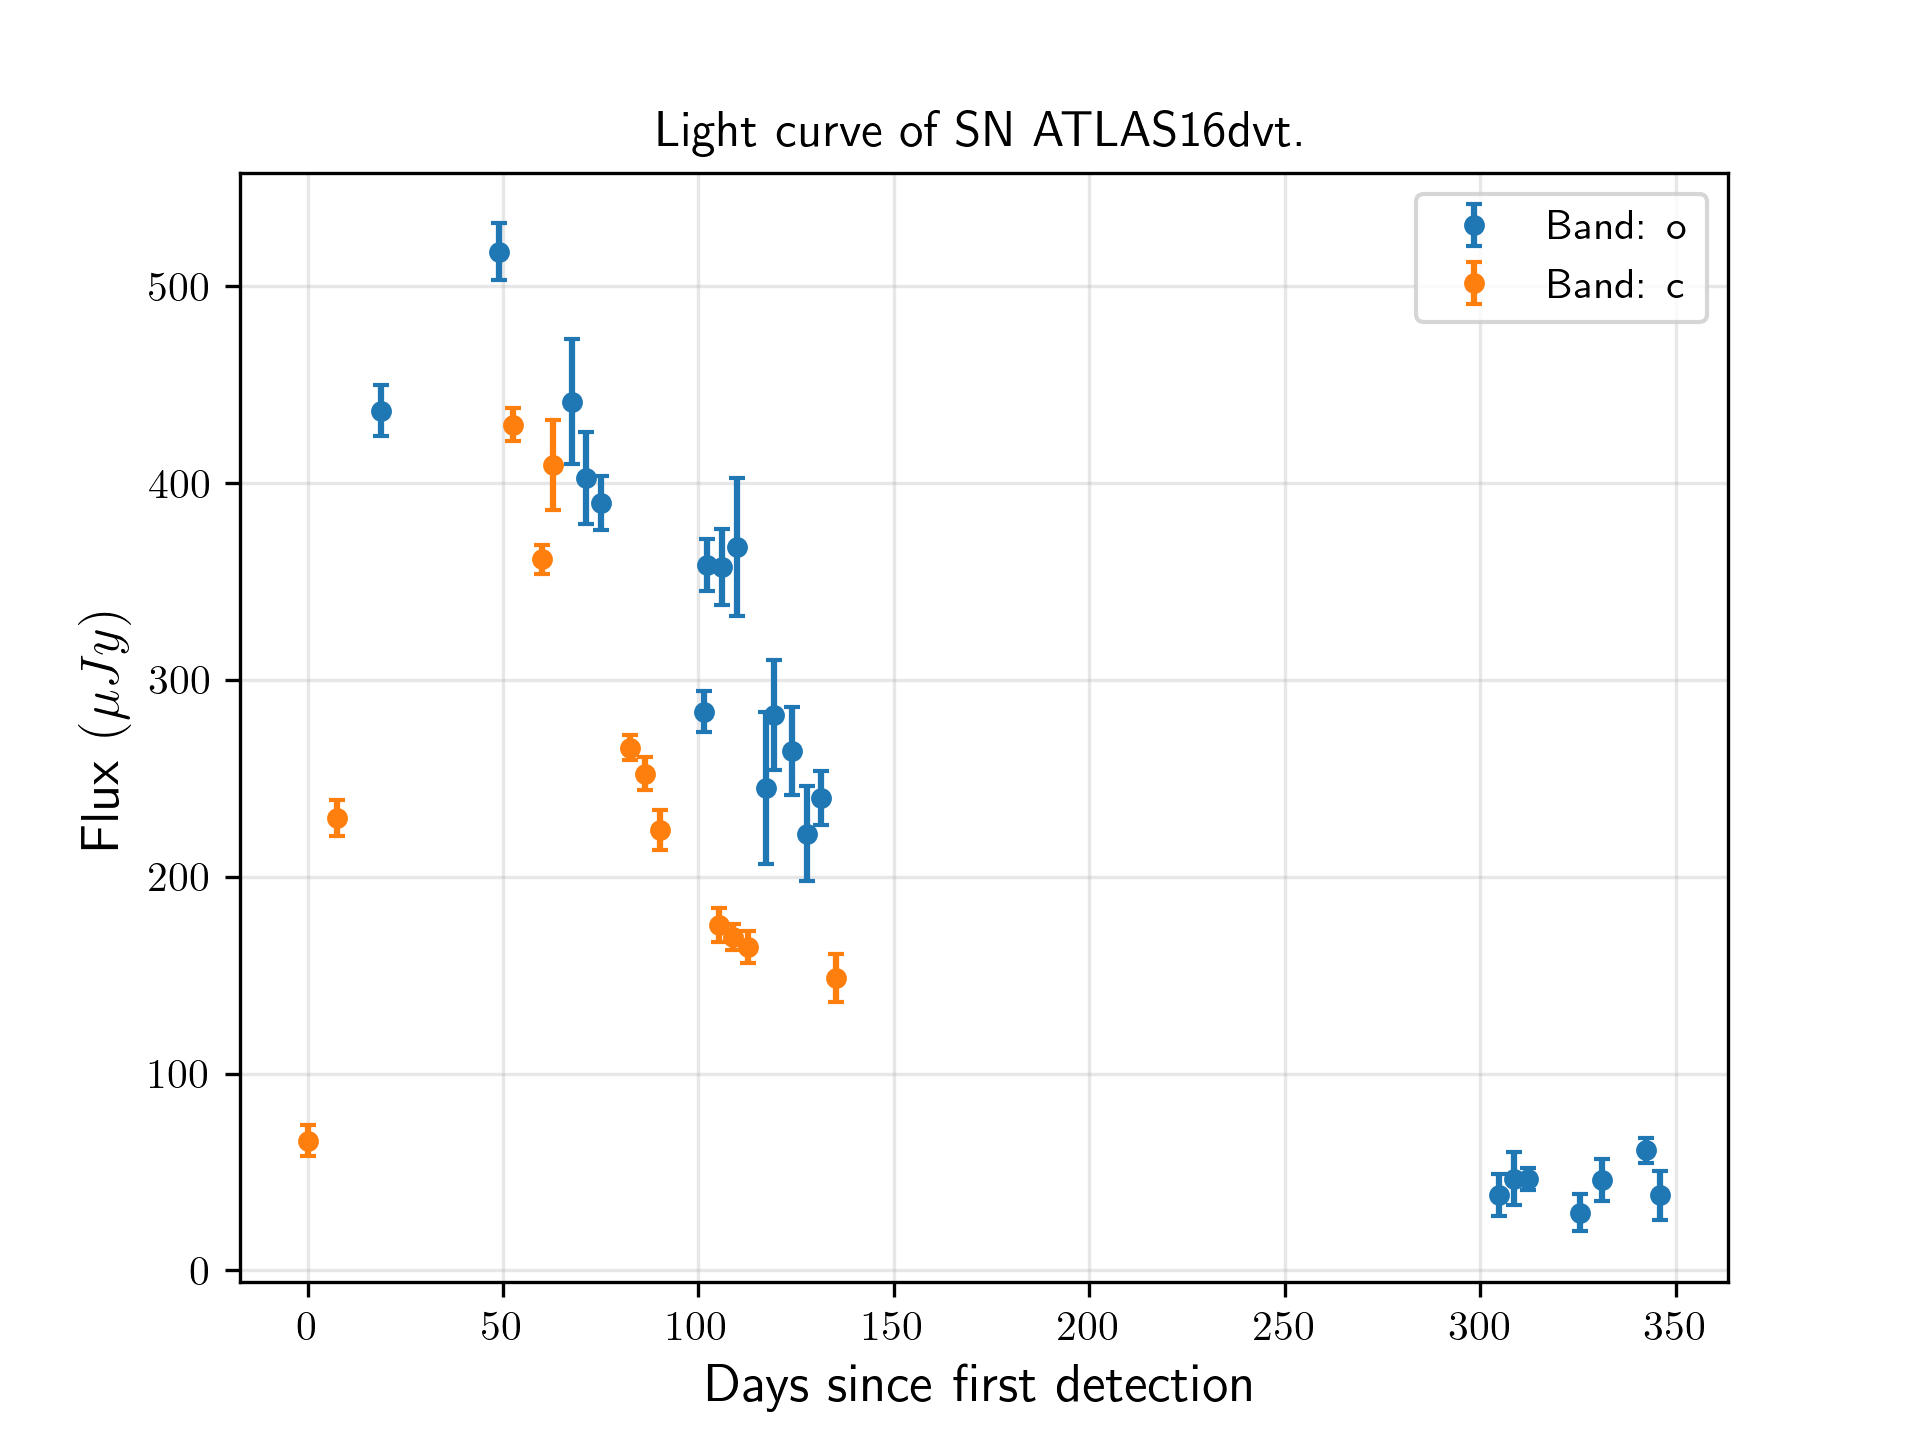 Light curve of SN ATLAS16dvt.
Band: o
Band: c
Flux (μJy)
500
400
300
200
100
0
0 50 100 150 200 250 300 350
Days since first detection